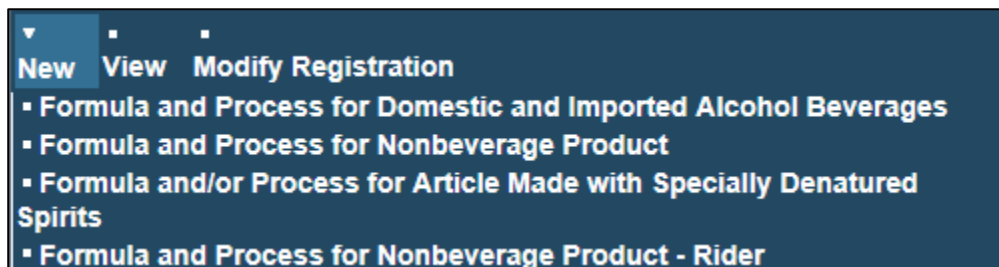 New View Modify Registration
Formula and Process for Domestic and Imported Alcohol Beverages
Formula and Process for Nonbeverage Product
Formula and/or Process for Article Made with Specially Denatured
Spirits
Formula and Process for Nonbeverage Product - Rider